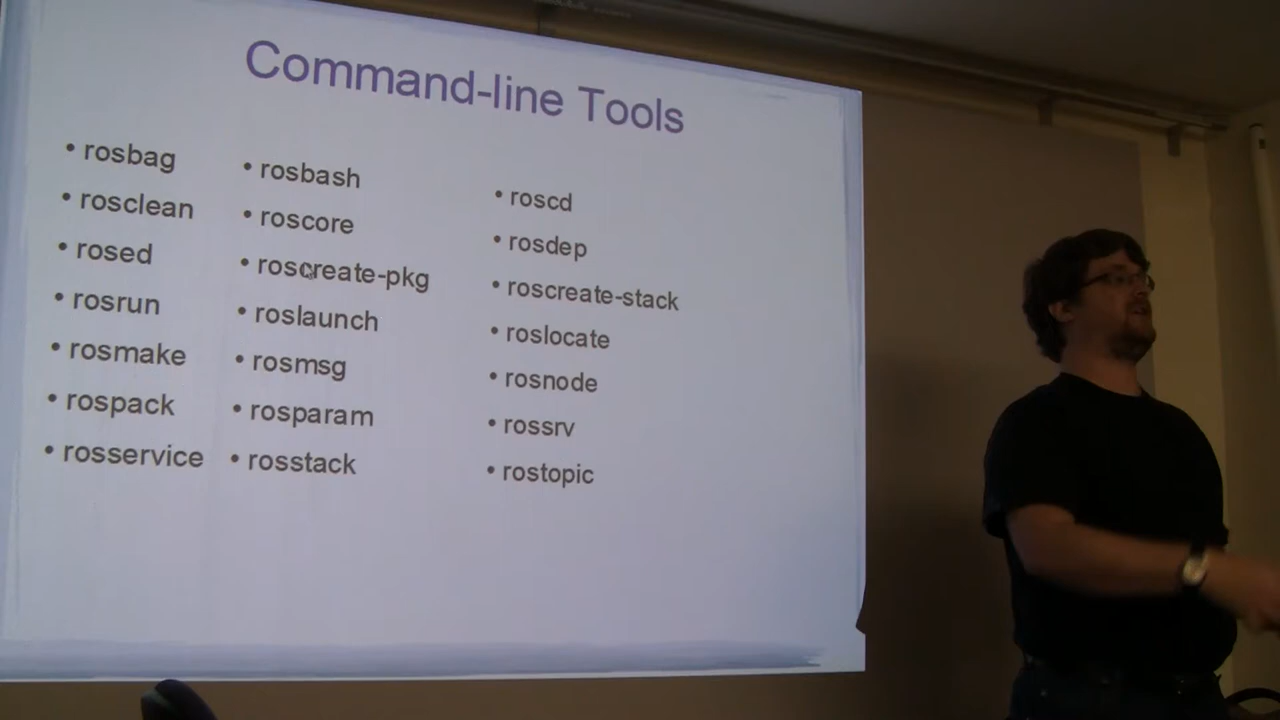 Command-line Tools
• rosbag
• rosclean
• rosed
• rosrun
• rosmake
• rospack
• rosservice
• rosbash
• roscore
• roscreate-pkg
• roslaunch
• rosmsg
• rosparam
• rosstack
• roscd
• rosdep
• roscreate-stack
• roslocate
• rosnode
• rossrv
• rostopic